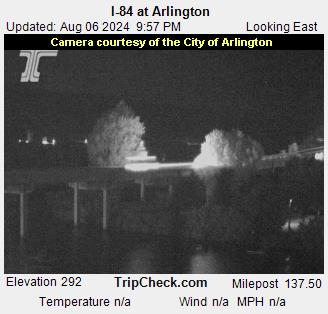 I-84 at Arlington
Updated: Aug 06 2024 9:57 PM Looking East
Camera courtesy of the City of Arlington
Elevation 292 TripCheck.com Milepost 137.50
Temperature n/a Wind n/a MPH n/a